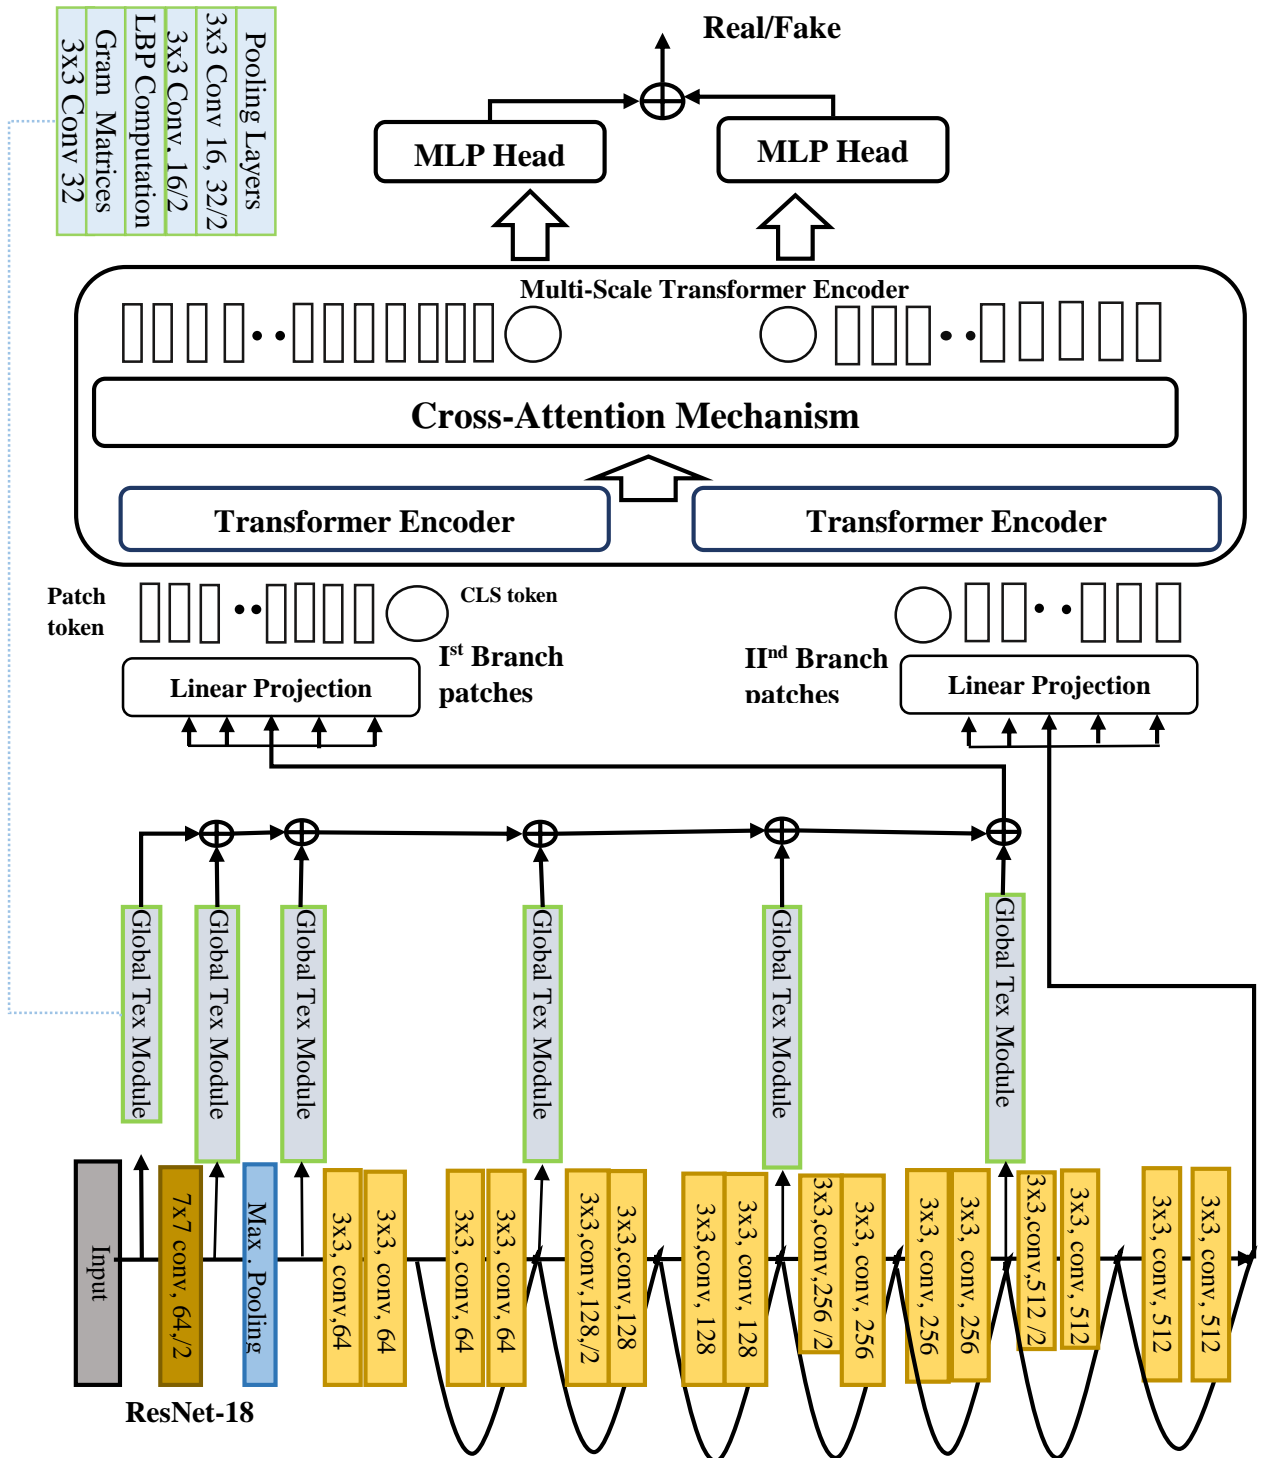 Real/Fake
Pooling Layers
3x3 Conv 16, 32/2
3x3 Conv, 16/2
LBP Computation
Gram Matrices
3x3 Conv 32
MLP Head
MLP Head
Multi-Scale Transformer Encoder
Cross-Attention Mechanism
Transformer Encoder
Transformer Encoder
Patch
token
CLS token
Ist Branch
patches
IInd Branch
patches
Linear Projection
Linear Projection
Global Tex Module
Global Tex Module
Global Tex Module
Global Tex Module
Global Tex Module
Global Tex Module
Input
7x7 conv, 64,/2
Max . Pooling
3x3, conv,64
3x3, conv, 64
3x3, conv, 64
3x3, conv, 64
3x3,conv,128,/2
3x3,conv,128
3x3,conv, 128
3x3, conv, 128
3x3,conv,256 /2
3x3, conv, 256
3x3, conv, 256
3x3, conv, 256
3x3,conv,512 /2
3x3, conv, 512
3x3, conv, 512
3x3, conv, 512
ResNet-18